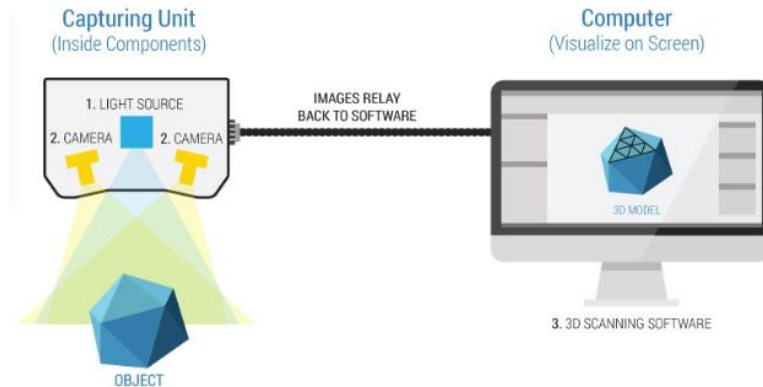 Capturing Unit
(Inside Components)
1. LIGHT SOURCE
2. CAMERA
2. CAMERA
OBJECT
IMAGES RELAY
BACK TO SOFTWARE
Computer
(Visualize on Screen)
3D MODEL
3. 3D SCANNING SOFTWARE